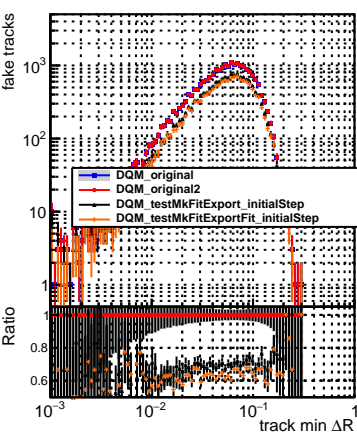 fake tracks
10³
10²
10
1
DQM_original
DQM_original2
DQM_testMkFitExport_initialStep
DQM_testMkFitExportFit_initialStep
Ratio
1
0.8
0.6
10⁻³
10⁻²
10⁻¹
1
track min ΔR